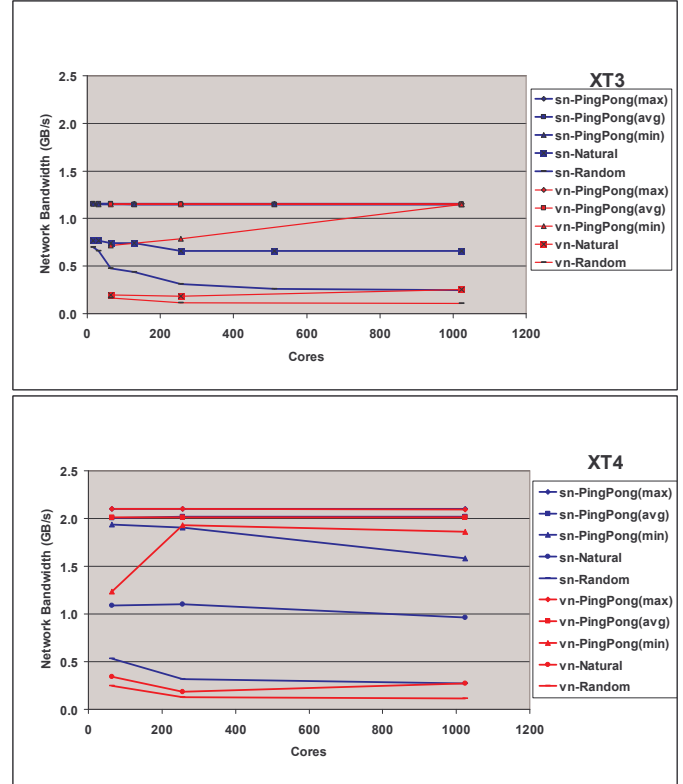 XT3
2.5
2.0
1.5
1.0
0.5
0.0
Network Bandwidth (GB/s)
0 200 400 600 800 1000 1200
Cores
sn-PingPong(max)
sn-PingPong(avg)
sn-PingPong(min)
sn-Natural
sn-Random
vn-PingPong(max)
vn-PingPong(avg)
vn-PingPong(min)
vn-Natural
vn-Random
XT4
2.5
2.0
1.5
1.0
0.5
0.0
Network Bandwidth (GB/s)
0 200 400 600 800 1000 1200
Cores
sn-PingPong(max)
sn-PingPong(avg)
sn-PingPong(min)
sn-Natural
sn-Random
vn-PingPong(max)
vn-PingPong(avg)
vn-PingPong(min)
vn-Natural
vn-Random